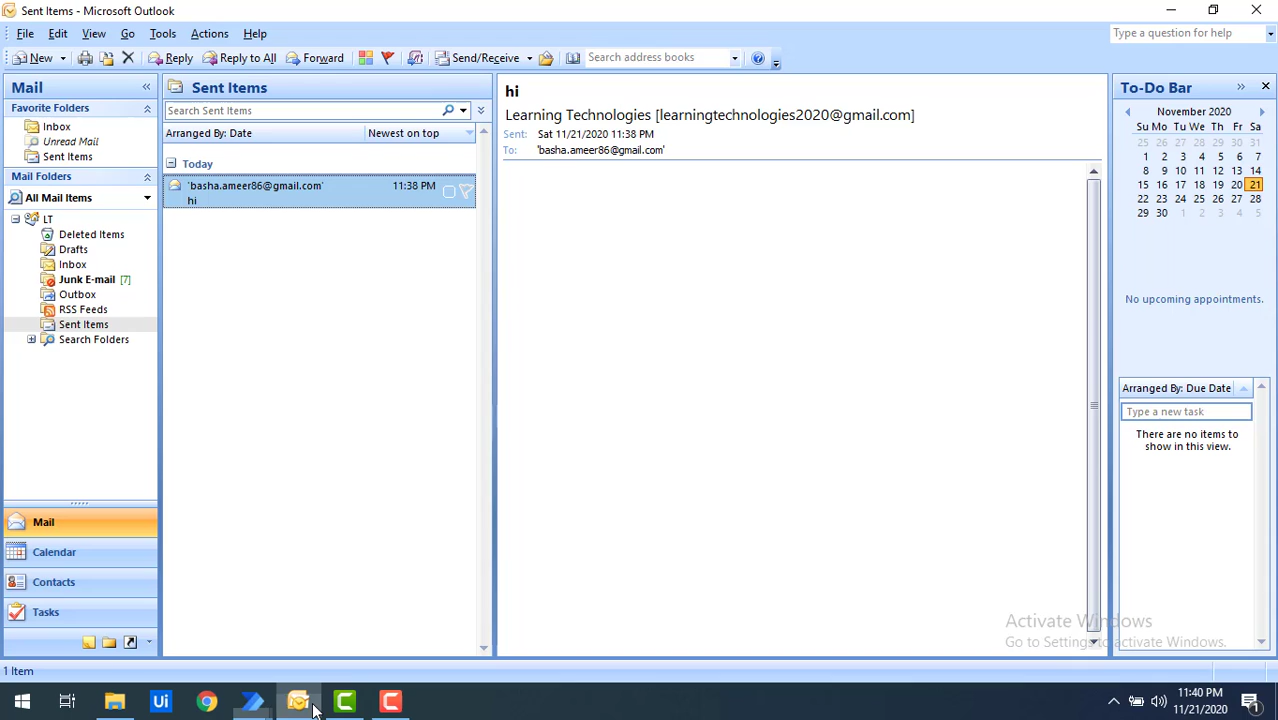 Sent Items - Microsoft Outlook
File Edit View Go Tools Actions Help
Type a question for help
New Reply Reply to All Forward Send/Receive Search address books
Mail
Favorite Folders
Inbox
Unread Mail
Sent Items
Mail Folders
All Mail Items
LT
Deleted Items
Drafts
Inbox
Junk E-mail [7]
Outbox
RSS Feeds
Sent Items
Search Folders
Mail
Calendar
Contacts
Tasks
Sent Items
Search Sent Items
Arranged By: Date Newest on top
Today
'basha.ameer86@gmail.com' 11:38 PM
hi
hi
Learning Technologies [learningtechnologies2020@gmail.com]
Sent: Sat 11/21/2020 11:38 PM
To: 'basha.ameer86@gmail.com'
To-Do Bar
November 2020
Su Mo Tu We Th Fr Sa
25 26 27 28 29 30 31
1 2 3 4 5 6 7
8 9 10 11 12 13 14
15 16 17 18 19 20 21
22 23 24 25 26 27 28
29 30 1 2 3 4 5
No upcoming appointments.
Arranged By: Due Date
Type a new task
There are no items to
show in this view.
Activate Windows
Go to Settings to activate Windows.
1 Item
Ui
11:40 PM
11/21/2020
1